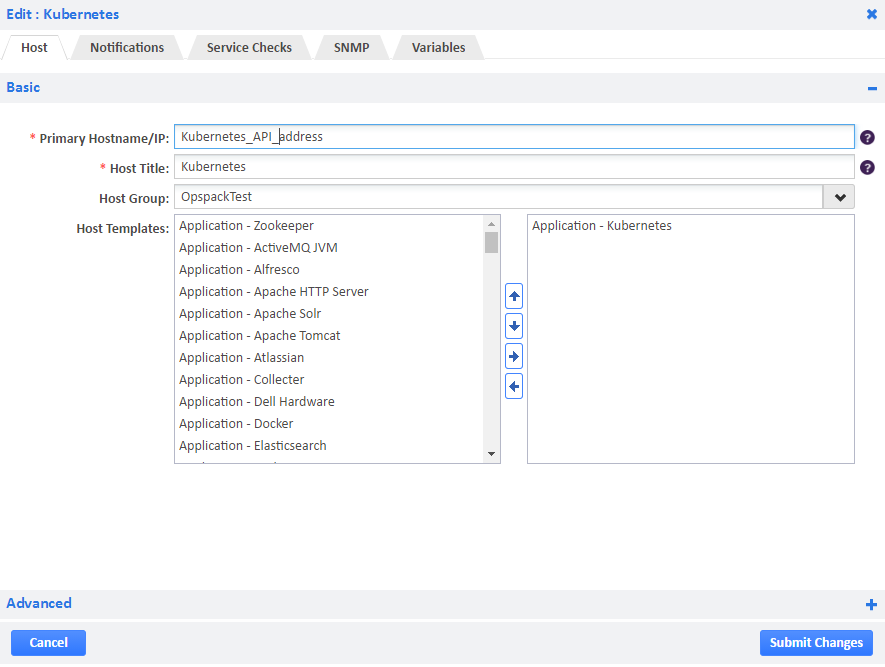 Edit : Kubernetes
Host
Notifications
Service Checks
SNMP
Variables
Basic
* Primary Hostname/IP: Kubernetes_API_address ?
* Host Title: Kubernetes ?
Host Group: OpspackTest
Host Templates:
Application - Zookeeper
Application - ActiveMQ JVM
Application - Alfresco
Application - Apache HTTP Server
Application - Apache Solr
Application - Apache Tomcat
Application - Atlassian
Application - Collecter
Application - Dell Hardware
Application - Docker
Application - Elasticsearch
Application - Kubernetes
Advanced
Cancel
Submit Changes